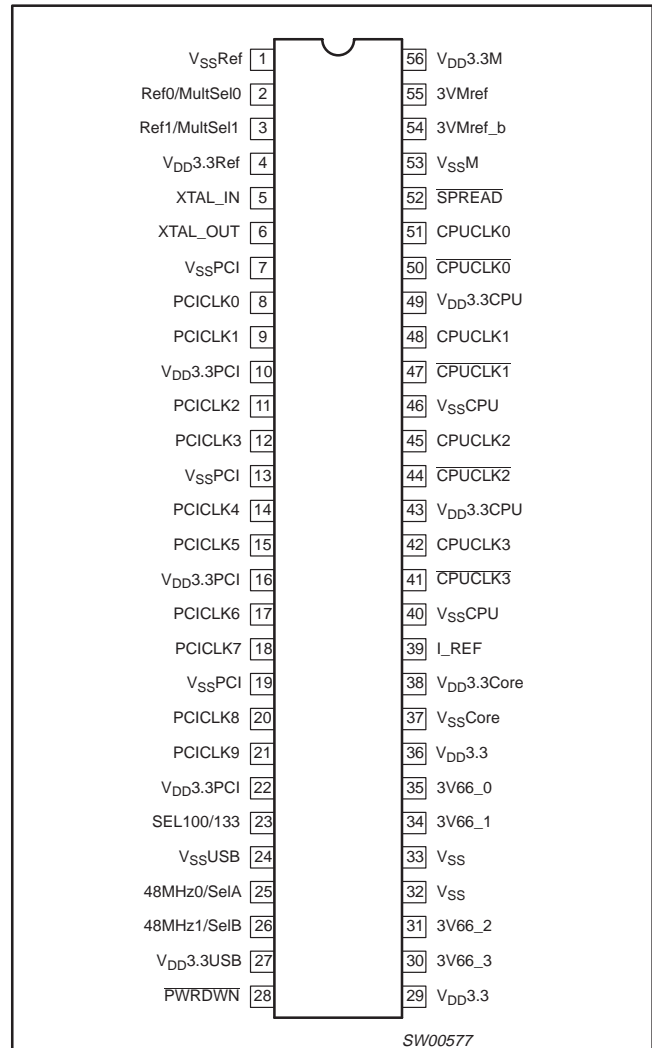 VSSRef 1 56 VDD3.3M
Ref0/MultSel0 2 55 3VMref
Ref1/MultSel1 3 54 3VMref_b
VDD3.3Ref 4 53 VSSM
XTAL_IN 5 52 SPREAD
XTAL_OUT 6 51 CPUCLK0
VSSPCI 7 50 CPUCLK0
PCICLK0 8 49 VDD3.3CPU
PCICLK1 9 48 CPUCLK1
VDD3.3PCI 10 47 CPUCLK1
PCICLK2 11 46 VSSCPU
PCICLK3 12 45 CPUCLK2
VSSPCI 13 44 CPUCLK2
PCICLK4 14 43 VDD3.3CPU
PCICLK5 15 42 CPUCLK3
VDD3.3PCI 16 41 CPUCLK3
PCICLK6 17 40 VSSCPU
PCICLK7 18 39 I_REF
VSSPCI 19 38 VDD3.3Core
PCICLK8 20 37 VSSCore
PCICLK9 21 36 VDD3.3
VDD3.3PCI 22 35 3V66_0
SEL100/133 23 34 3V66_1
VSSUSB 24 33 VSS
48MHz0/SelA 25 32 VSS
48MHz1/SelB 26 31 3V66_2
VDD3.3USB 27 30 3V66_3
PWRDWN 28 29 VDD3.3
SW00577